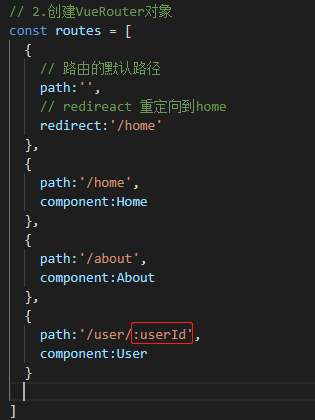 // 2.创建VueRouter对象
const routes = [
  {
    // 路由的默认路径
    path:'',
    // redireact 重定向到home
    redirect:'/home'
  },
  {
    path:'/home',
    component:Home
  },
  {
    path:'/about',
    component:About
  },
  {
    path:'/user/:userId',
    component:User
  }
]